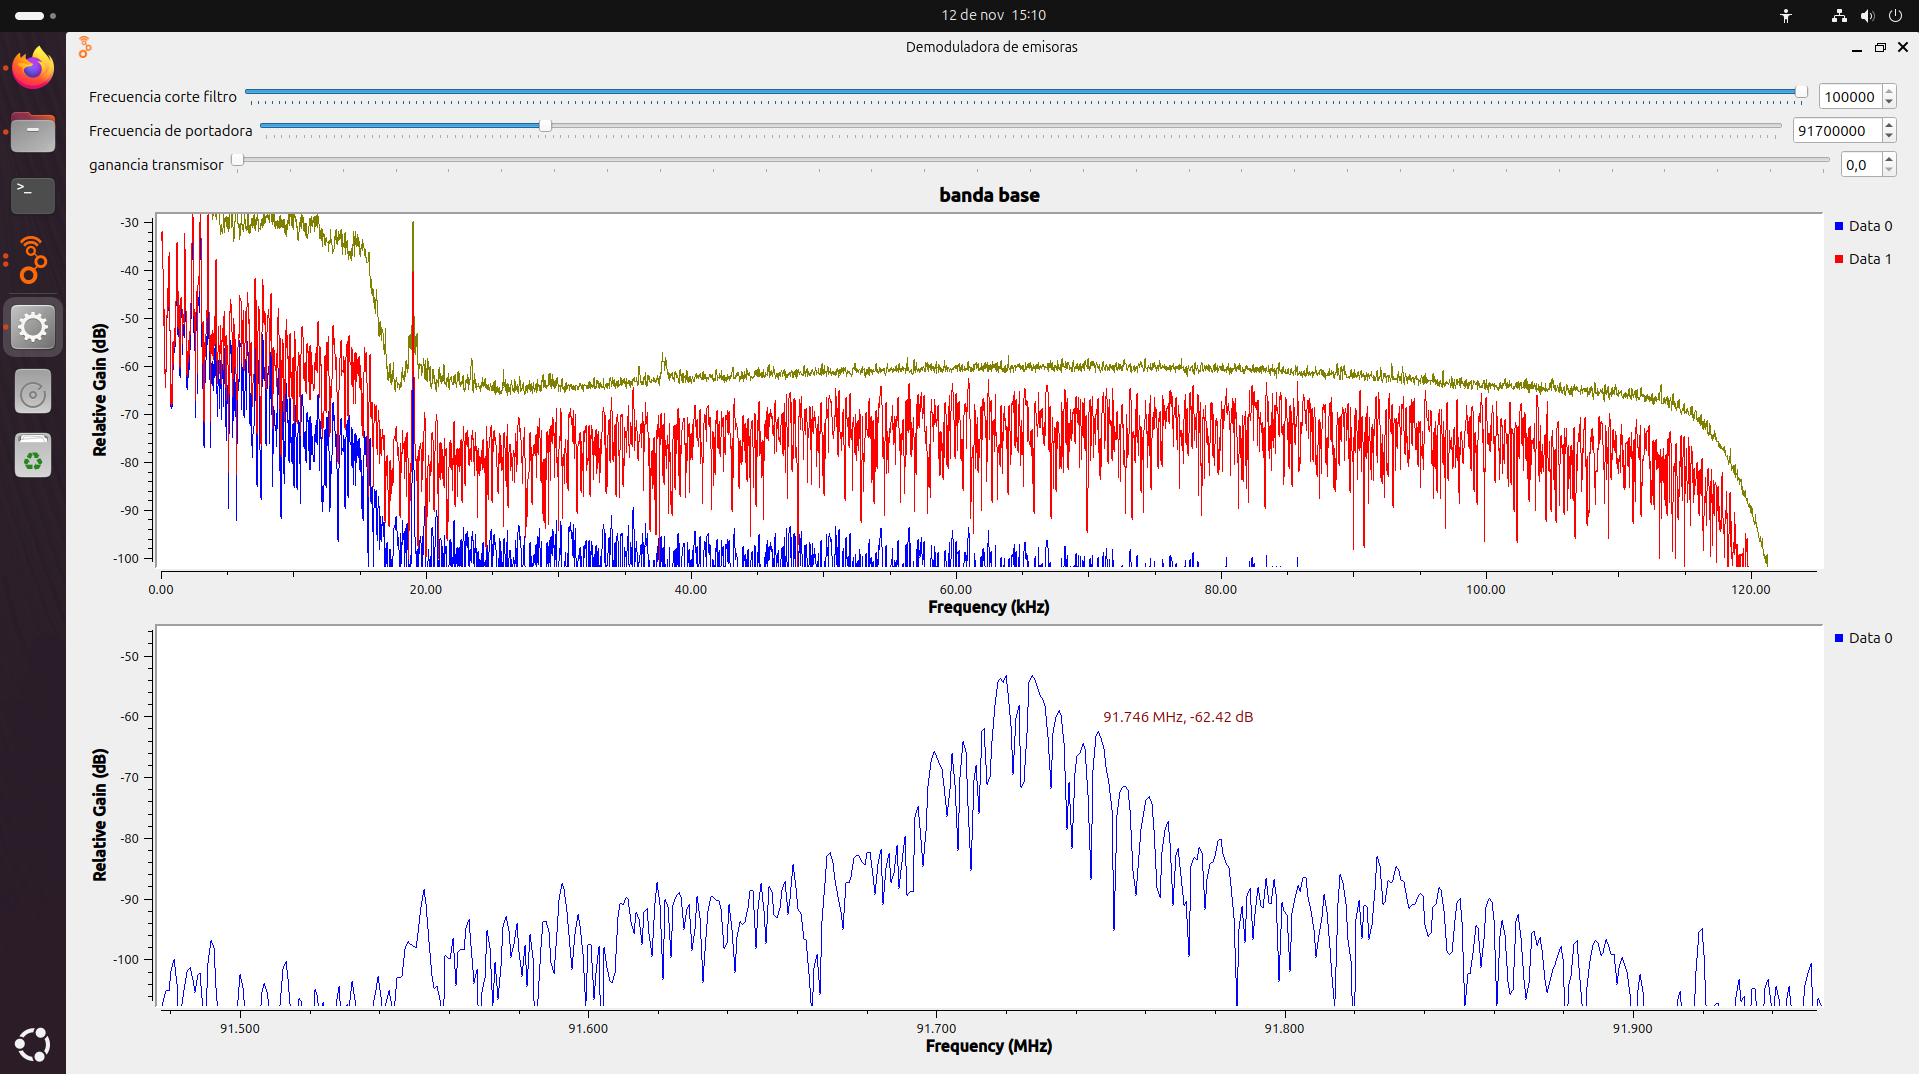 12 de nov 15:10
Demoduladora de emisoras
>_
Frecuencia corte filtro 100000
Frecuencia de portadora 91700000
ganancia transmisor 0,0
banda base
Relative Gain (dB)
-30
-40
-50
-60
-70
-80
-90
-100
Data 0
Data 1
0.00 20.00 40.00 60.00 80.00 100.00 120.00
Frequency (kHz)
Relative Gain (dB)
-50
-60
-70
-80
-90
-100
91.746 MHz, -62.42 dB
Data 0
91.500 91.600 91.700 91.800 91.900
Frequency (MHz)